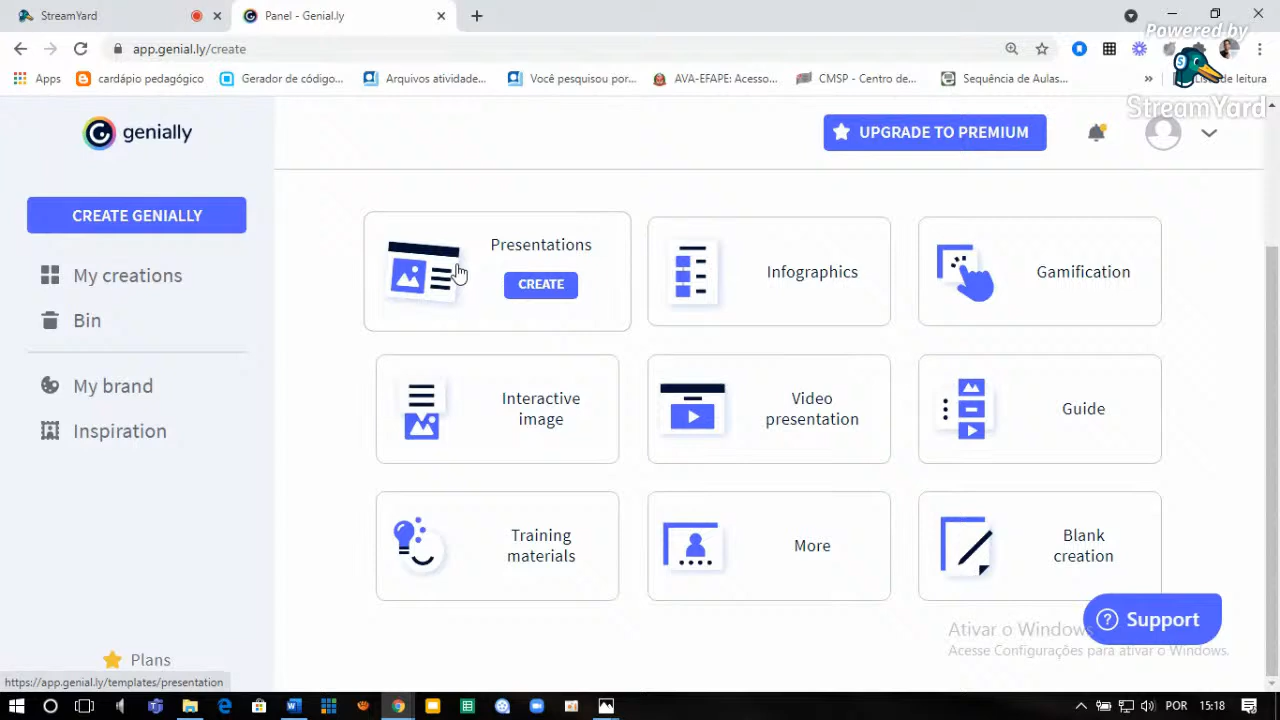 StreamYard
Panel - Genial.ly
Powered by
app.genial.ly/create
Apps
cardápio pedagógico
Gerador de código...
Arquivos atividade...
Você pesquisou por...
AVA-EFAPE: Acesso...
CMSP - Centro de...
Sequência de Aulas...
»
de leitura
StreamYard
genially
UPGRADE TO PREMIUM
CREATE GENIALLY
My creations
Bin
My brand
Inspiration
Presentations
CREATE
Infographics
Gamification
Interactive
image
Video
presentation
Guide
Training
materials
More
Blank
creation
Support
Ativar o Windows
Acesse Configurações para ativar o Windows.
Plans
https://app.genial.ly/templates/presentation
POR
15:18